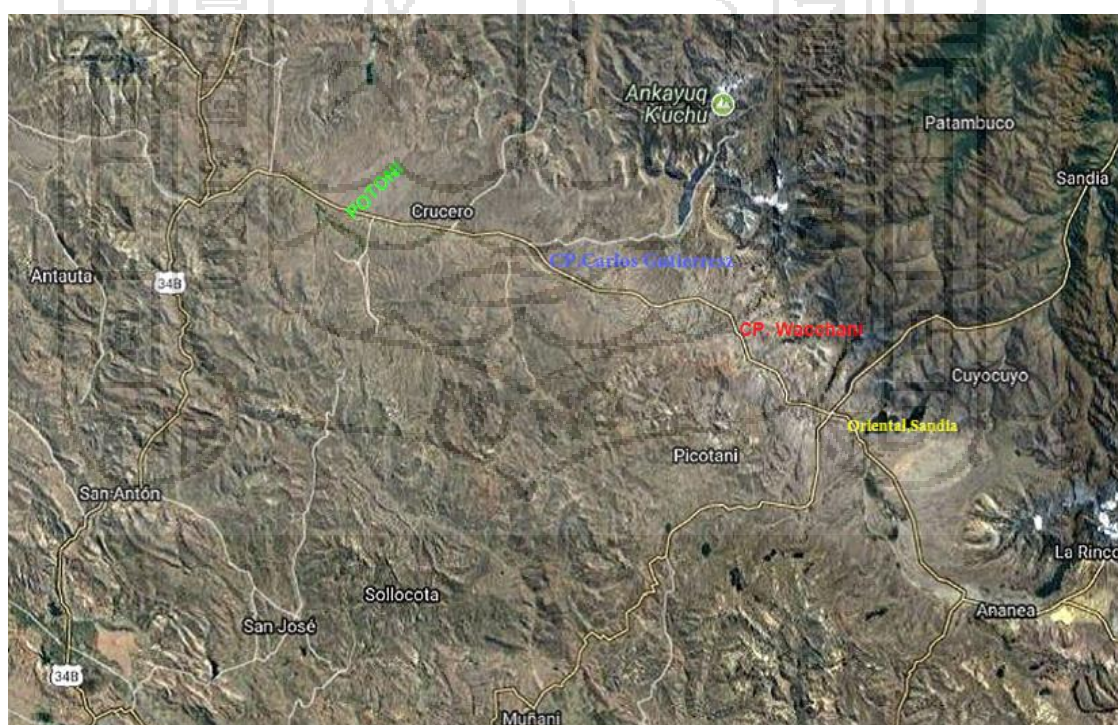 Ankayuq
K'uchu
Patambuco
Sandia
POTONI
Crucero
CP.Carlos Gutierrez
Antauta
34B
CP. Wacchani
Cuyocuyo
Oriental,Sandia
Picotani
San Antón
La Rinco
Sollocota
Ananea
San José
34B
Muñani